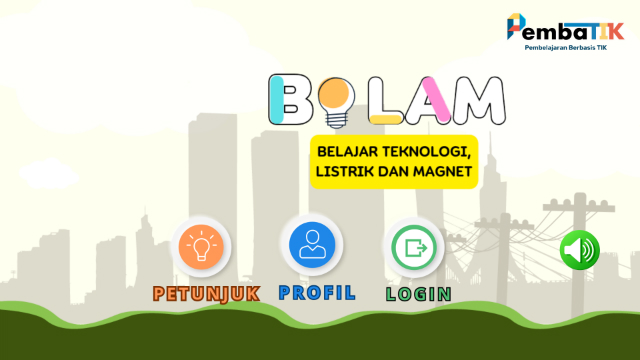 PembaTIK
Pembelajaran Berbasis TIK
BOLAM
BELAJAR TEKNOLOGI,
LISTRIK DAN MAGNET
PETUNJUK
PROFIL
LOGIN